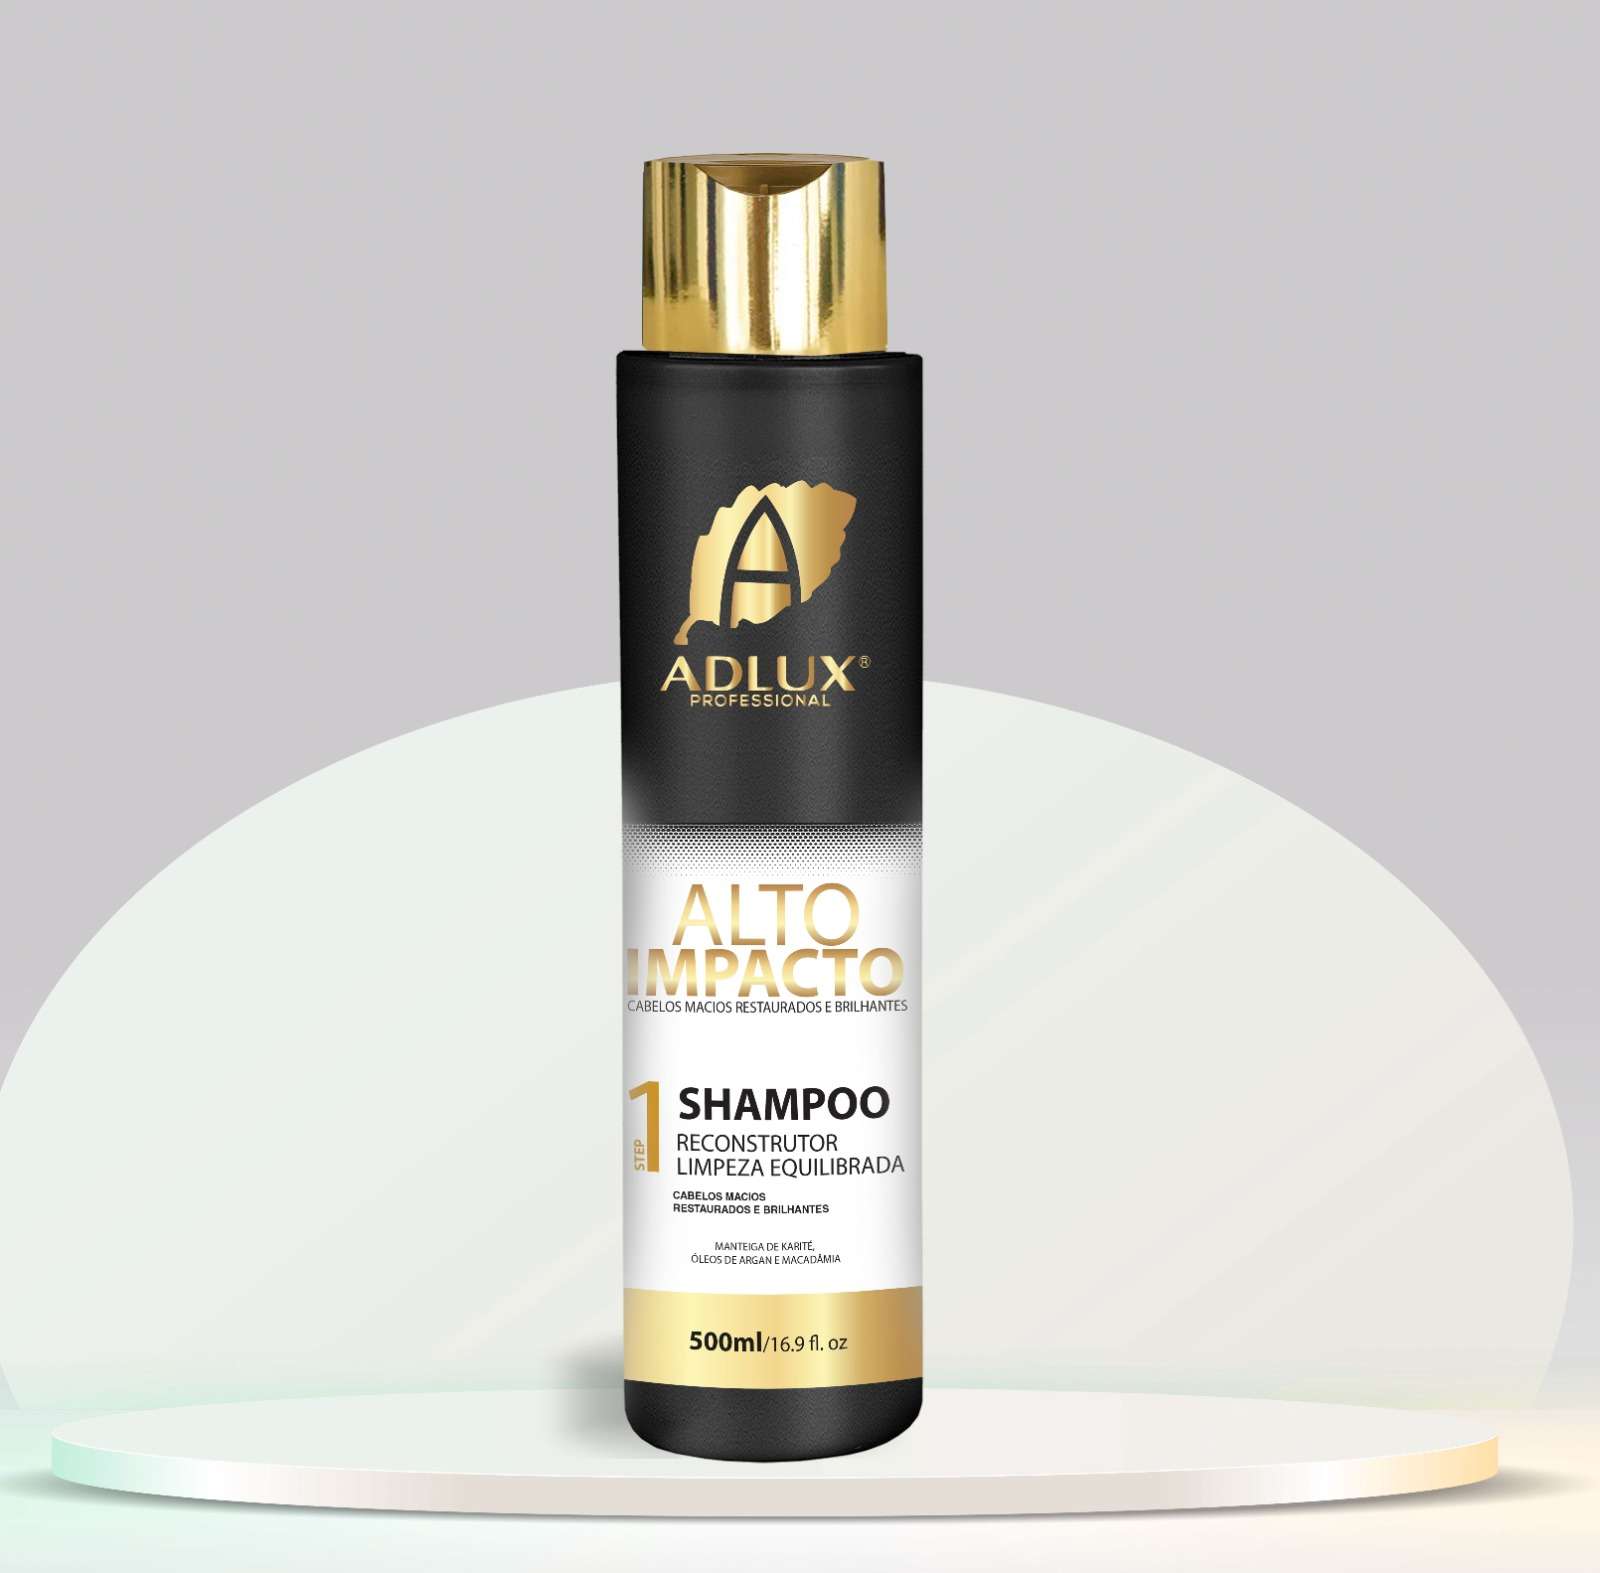 A
ADLUX®
PROFESSIONAL
ALTO
IMPACTO
CABELOS MACIOS RESTAURADOS E BRILHANTES
1
STEP
SHAMPOO
RECONSTRUTOR
LIMPEZA EQUILIBRADA
CABELOS MACIOS
RESTAURADOS E BRILHANTES
MANTEIGA DE KARITÉ,
ÓLEOS DE ARGAN E MACADÂMIA
500ml/16.9 fl. oz